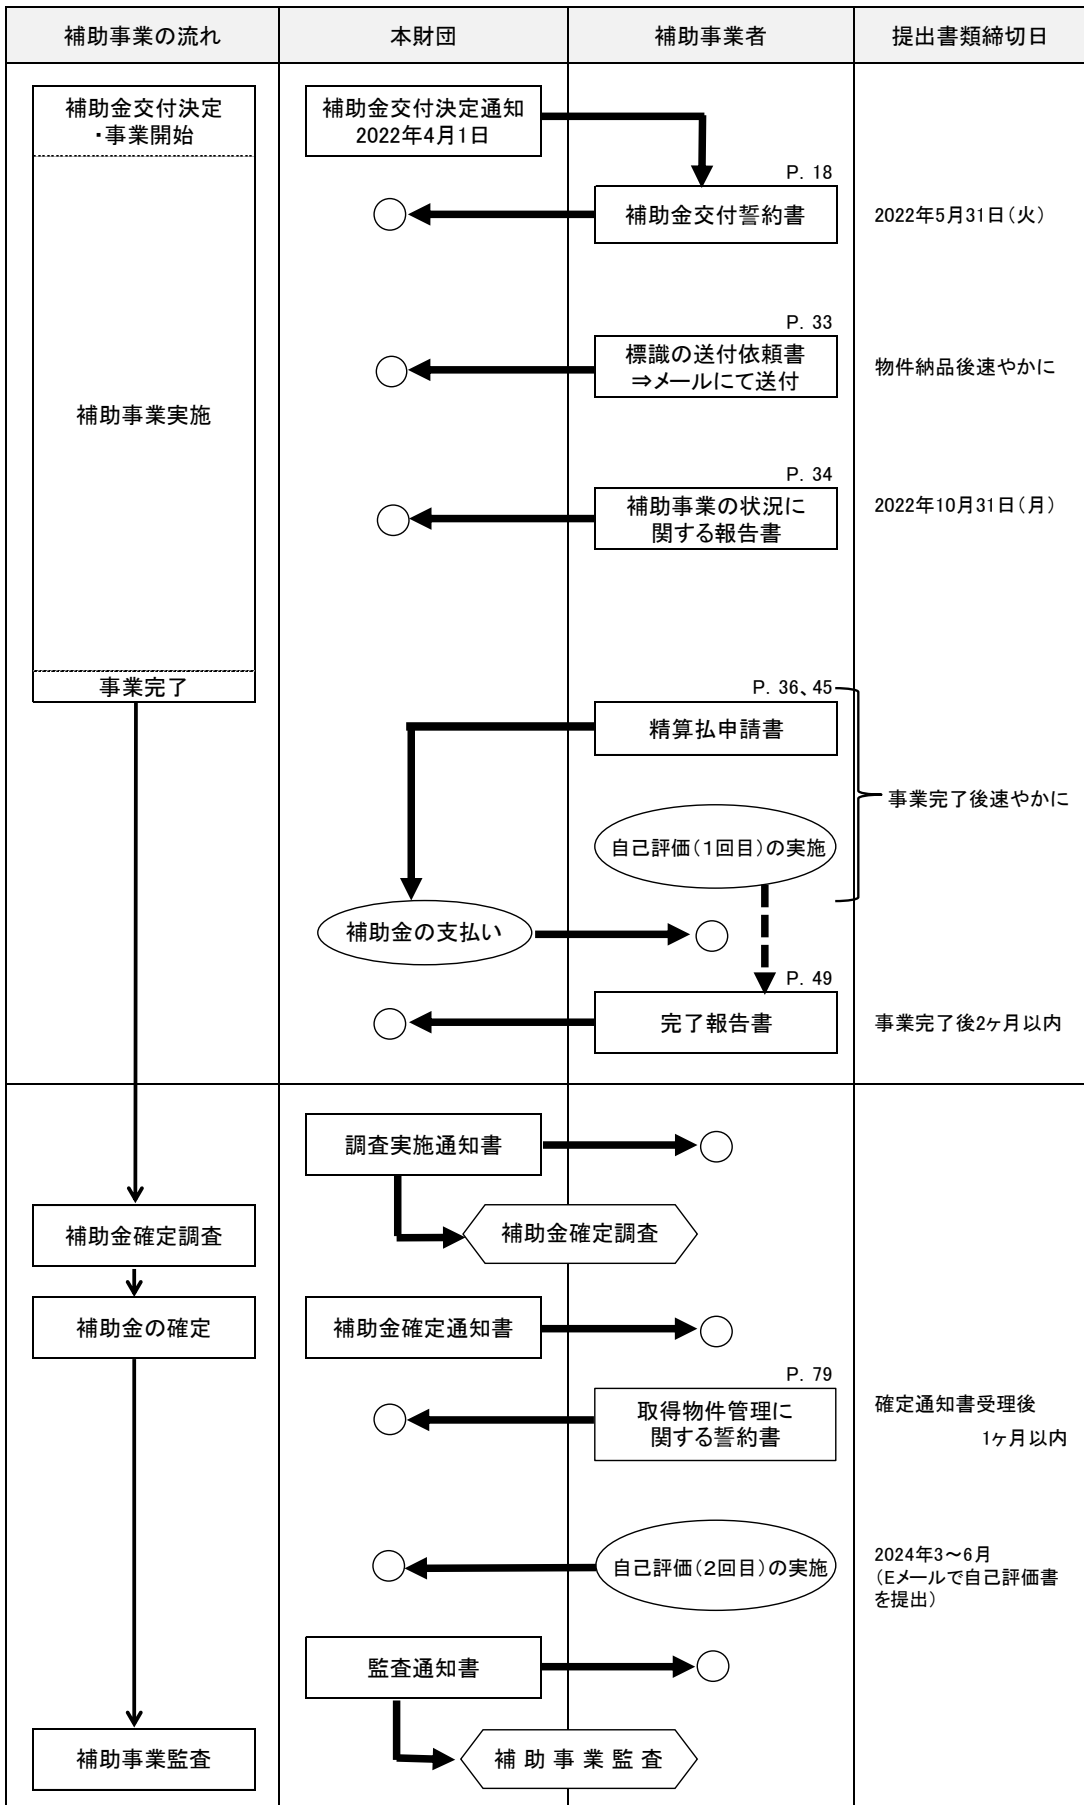 補助事業の流れ
本財団
補助事業者
提出書類締切日
補助金交付決定
・事業開始
補助金交付決定通知
2022年4月1日
P. 18
補助金交付誓約書
2022年5月31日(火)
P. 33
標識の送付依頼書
⇒メールにて送付
物件納品後速やかに
補助事業実施
P. 34
補助事業の状況に
関する報告書
2022年10月31日(月)
事業完了
P. 36、45
精算払申請書
事業完了後速やかに
自己評価(1回目)の実施
補助金の支払い
P. 49
完了報告書
事業完了後2ヶ月以内
調査実施通知書
補助金確定調査
補助金確定調査
補助金の確定
補助金確定通知書
P. 79
取得物件管理に
関する誓約書
確定通知書受理後
1ヶ月以内
自己評価(2回目)の実施
2024年3～6月
(Eメールで自己評価書
を提出)
監査通知書
補助事業監査
補 助 事 業 監 査